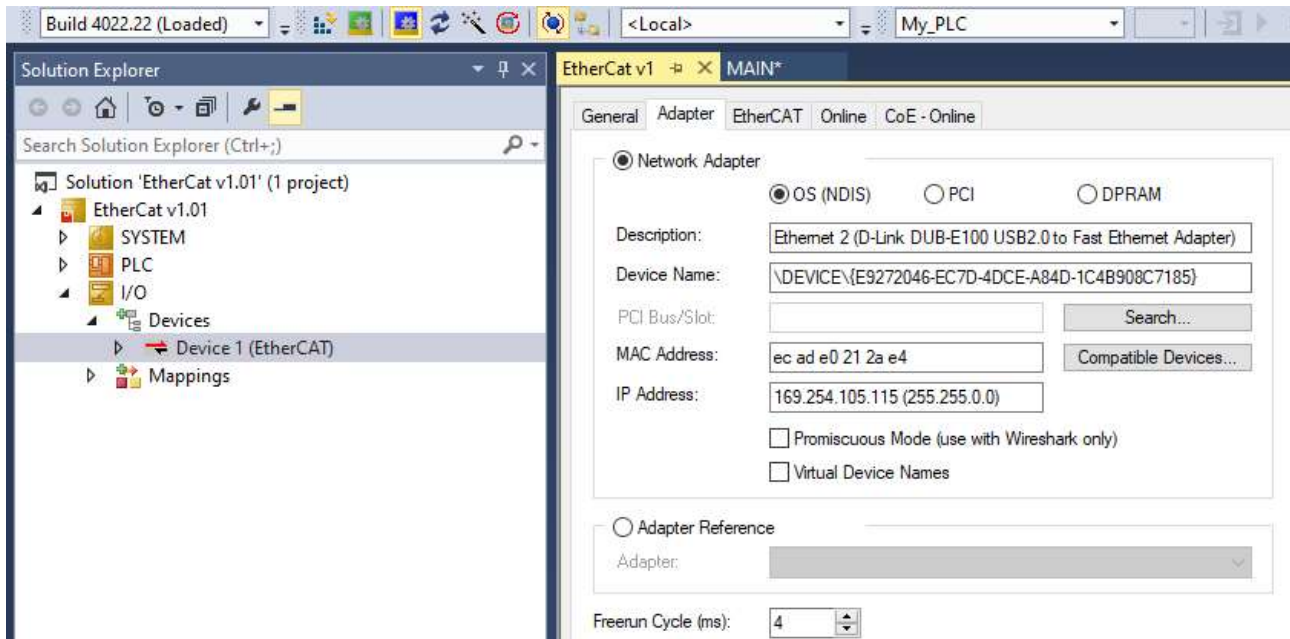 Build 4022.22 (Loaded) <Local> My_PLC
Solution Explorer
Search Solution Explorer (Ctrl+;)
Solution 'EtherCat v1.01' (1 project)
EtherCat v1.01
SYSTEM
PLC
I/O
Devices
Device 1 (EtherCAT)
Mappings
EtherCat v1 MAIN*
General Adapter EtherCAT Online CoE - Online
Network Adapter
OS (NDIS) PCI DPRAM
Description: Ethernet 2 (D-Link DUB-E100 USB2.0 to Fast Ethernet Adapter)
Device Name: \DEVICE\{E9272046-EC7D-4DCE-A84D-1C4B908C7185}
PCI Bus/Slot: Search...
MAC Address: ec ad e0 21 2a e4 Compatible Devices...
IP Address: 169.254.105.115 (255.255.0.0)
Promiscuous Mode (use with Wireshark only)
Virtual Device Names
Adapter Reference
Adapter:
Freerun Cycle (ms): 4